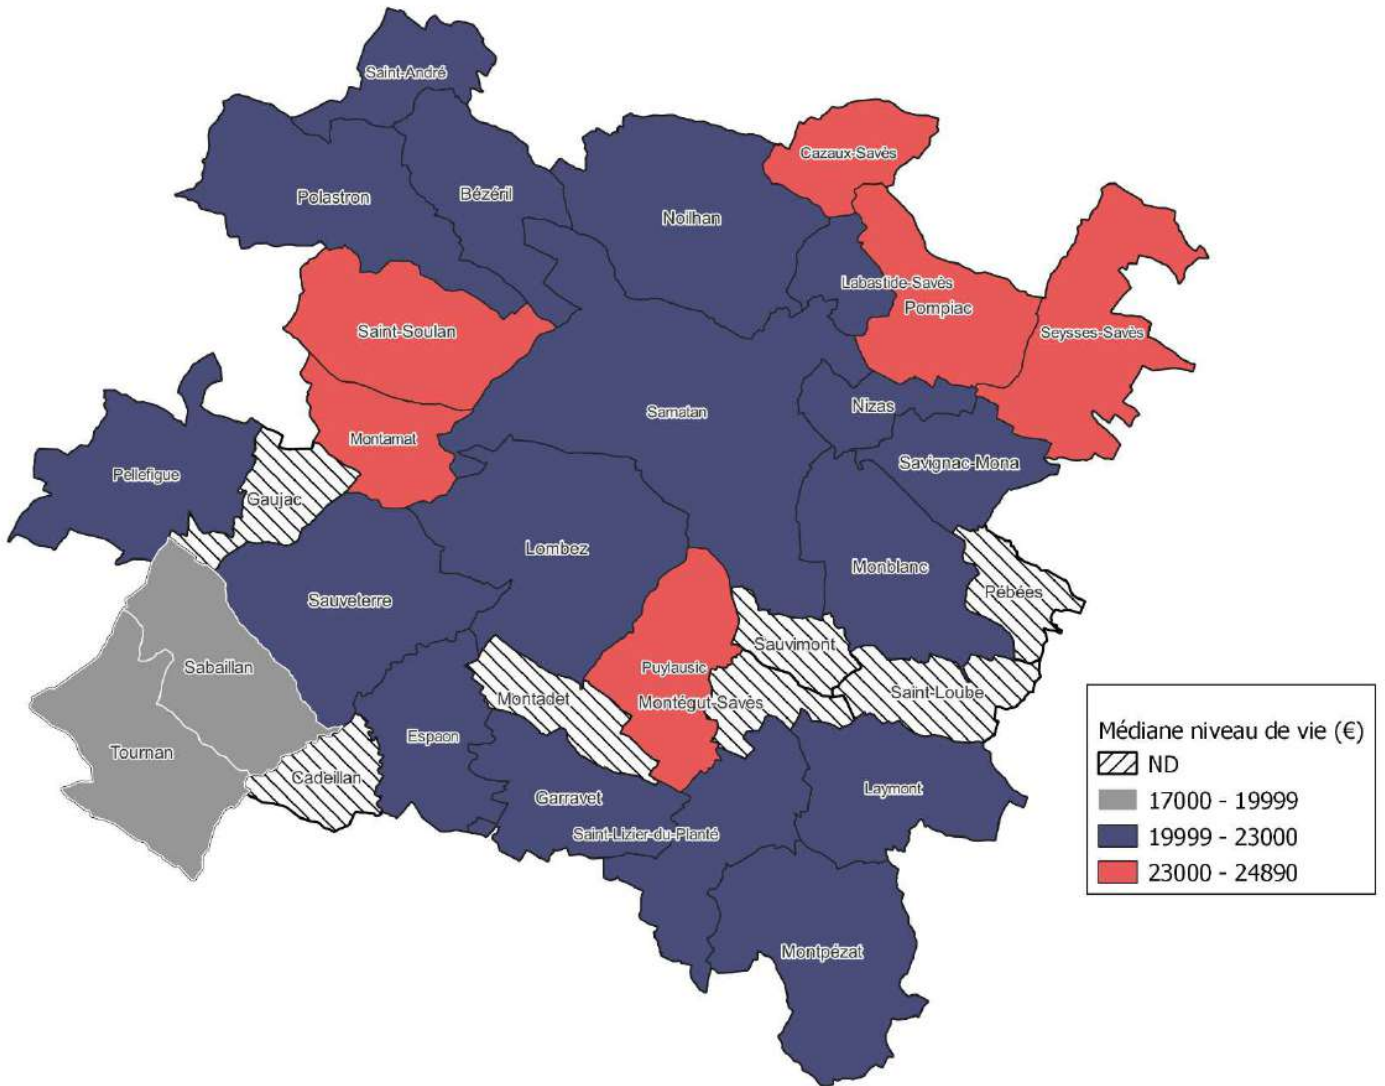 Saint-André
Cazaux-Savès
Polastron
Bézéril
Noilhan
Labastide-Savès
Pompiac
Saint-Soulan
Seysses-Savès
Samatan
Nizas
Montamat
Savignac-Mona
Pellefigue
Gaujac
Lombez
Monblanc
Pébées
Sauveterre
Sauvimont
Sabaillan
Puylausic
Montadet
Montégut-Savès
Saint-Loube
Espaon
Tournan
Cadeillan
Garravet
Laymont
Saint-Lizier-du-Planté
Montpézat
Médiane niveau de vie (€)
ND
17000 - 19999
19999 - 23000
23000 - 24890